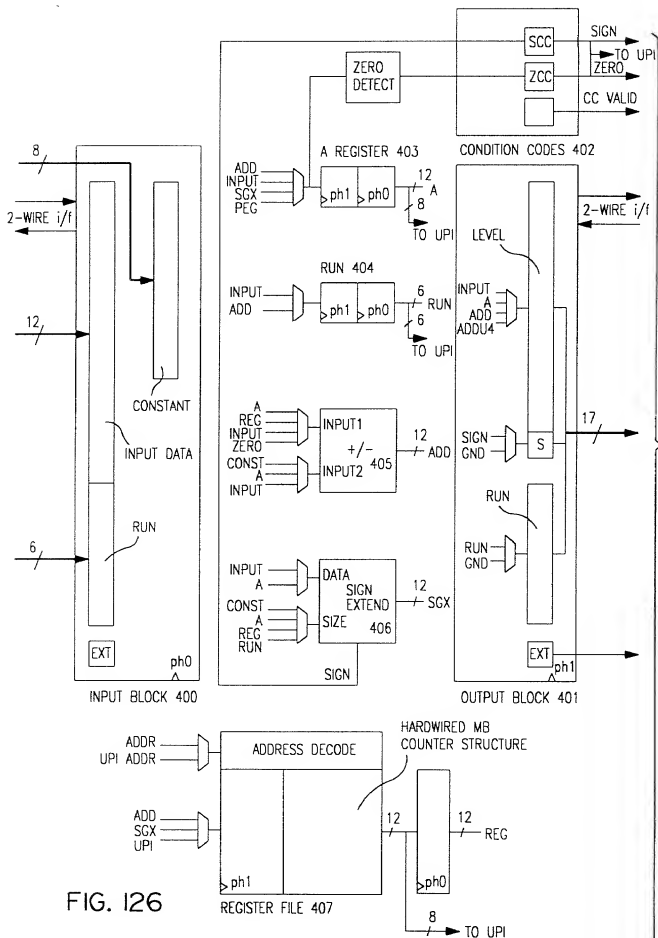 SCC
SIGN
TO UPI
ZCC
ZERO
ZERO
DETECT
CC VALID
CONDITION CODES 402
8
2-WIRE i/f
12
CONSTANT
INPUT DATA
RUN
6
EXT
ph0
INPUT BLOCK 400
A REGISTER 403
ADD
INPUT
SGX
PEG
ph1
ph0
12
A
8
TO UPI
RUN 404
INPUT
ADD
ph1
ph0
6
RUN
6
TO UPI
A
REG
INPUT
ZERO
CONST
A
INPUT
INPUT1
+/-
INPUT2
405
12
ADD
INPUT
A
CONST
A
REG
RUN
DATA
SIGN
EXTEND
SIZE
406
12
SGX
SIGN
2-WIRE i/f
LEVEL
INPUT
A
ADD
ADDU4
17
SIGN
GND
S
RUN
RUN
GND
EXT
ph1
OUTPUT BLOCK 401
HARDWIRED MB
COUNTER STRUCTURE
ADDR
UPI ADDR
ADDRESS DECODE
ADD
SGX
UPI
12
12
REG
ph1
ph0
REGISTER FILE 407
8
TO UPI
FIG. 126